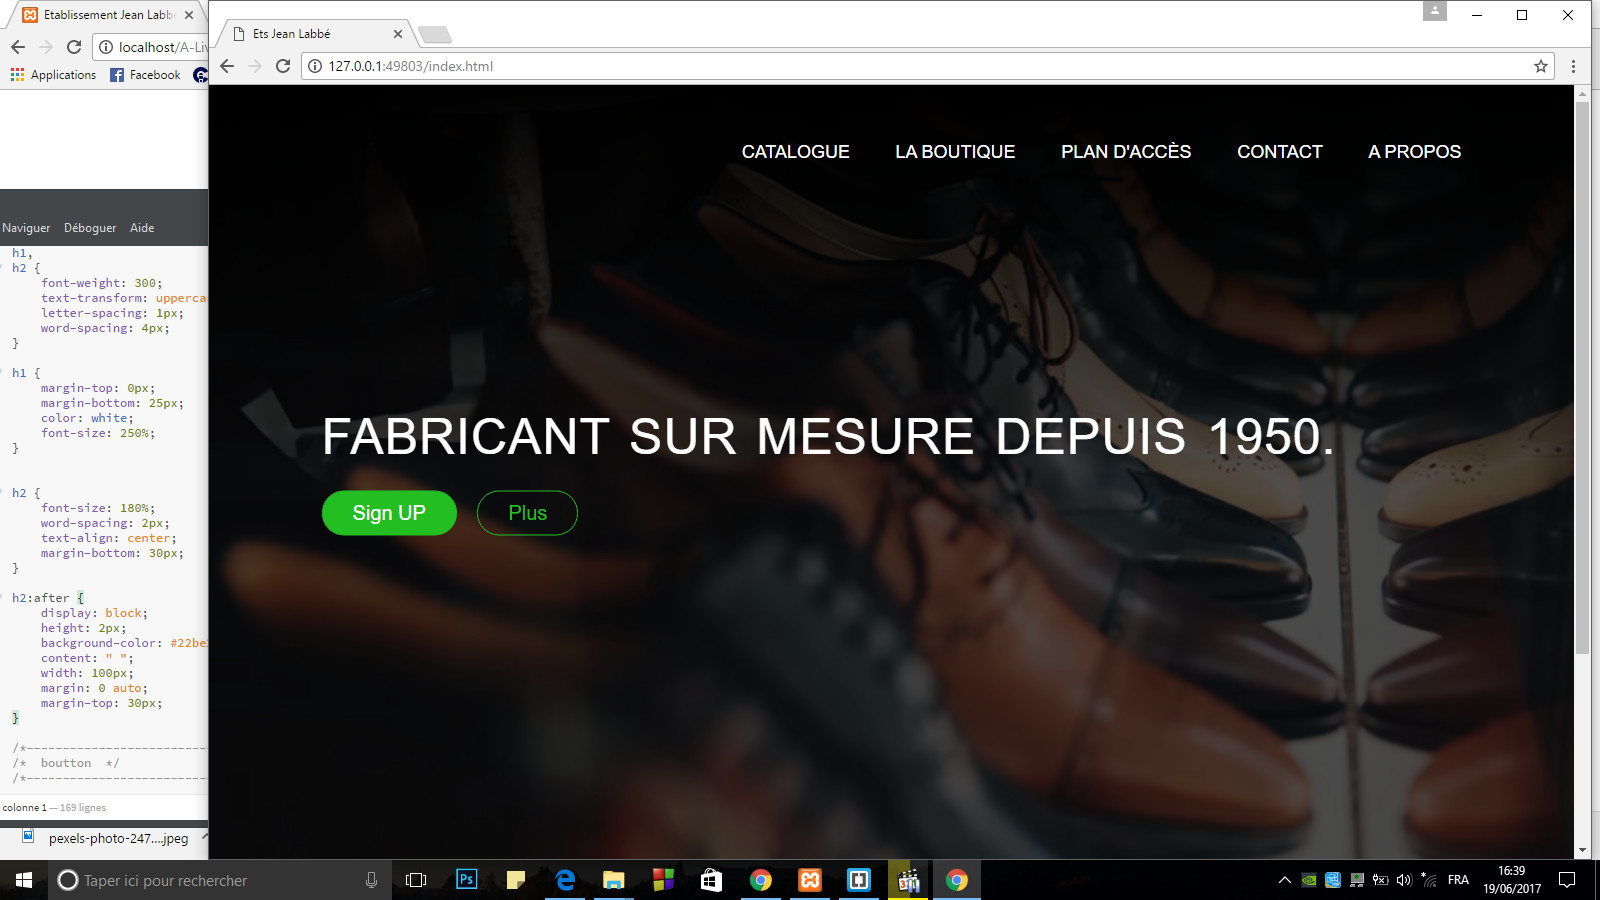 Etablissement Jean Labb
localhost/A-Liv
Applications
Facebook
Ets Jean Labbé
127.0.0.1:49803/index.html
Naviguer Déboguer Aide
h1,
h2 {
font-weight: 300;
text-transform: upperca
letter-spacing: 1px;
word-spacing: 4px;
}
h1 {
margin-top: 0px;
margin-bottom: 25px;
color: white;
font-size: 250%;
}
h2 {
font-size: 180%;
word-spacing: 2px;
text-align: center;
margin-bottom: 30px;
}
h2:after {
display: block;
height: 2px;
background-color: #22be
content: " ";
width: 100px;
margin: 0 auto;
margin-top: 30px;
}
/*-------------------------
/* boutton */
/*-------------------------
colonne 1 — 169 lignes
pexels-photo-247....jpeg
CATALOGUE LA BOUTIQUE PLAN D'ACCÈS CONTACT A PROPOS
FABRICANT SUR MESURE DEPUIS 1950.
Sign UP
Plus
Taper ici pour rechercher
Ps
FRA
16:39
19/06/2017